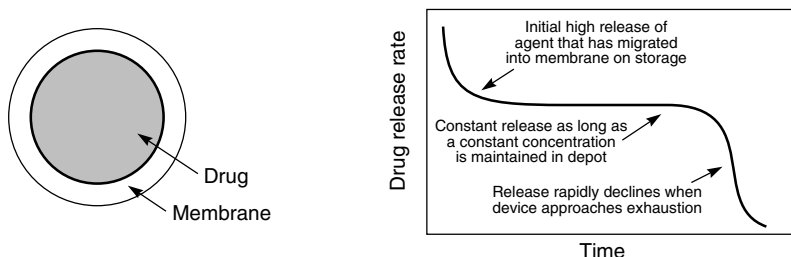 Drug
Membrane
Drug release rate
Initial high release of
agent that has migrated
into membrane on storage
Constant release as long as
a constant concentration
is maintained in depot
Release rapidly declines when
device approaches exhaustion
Time